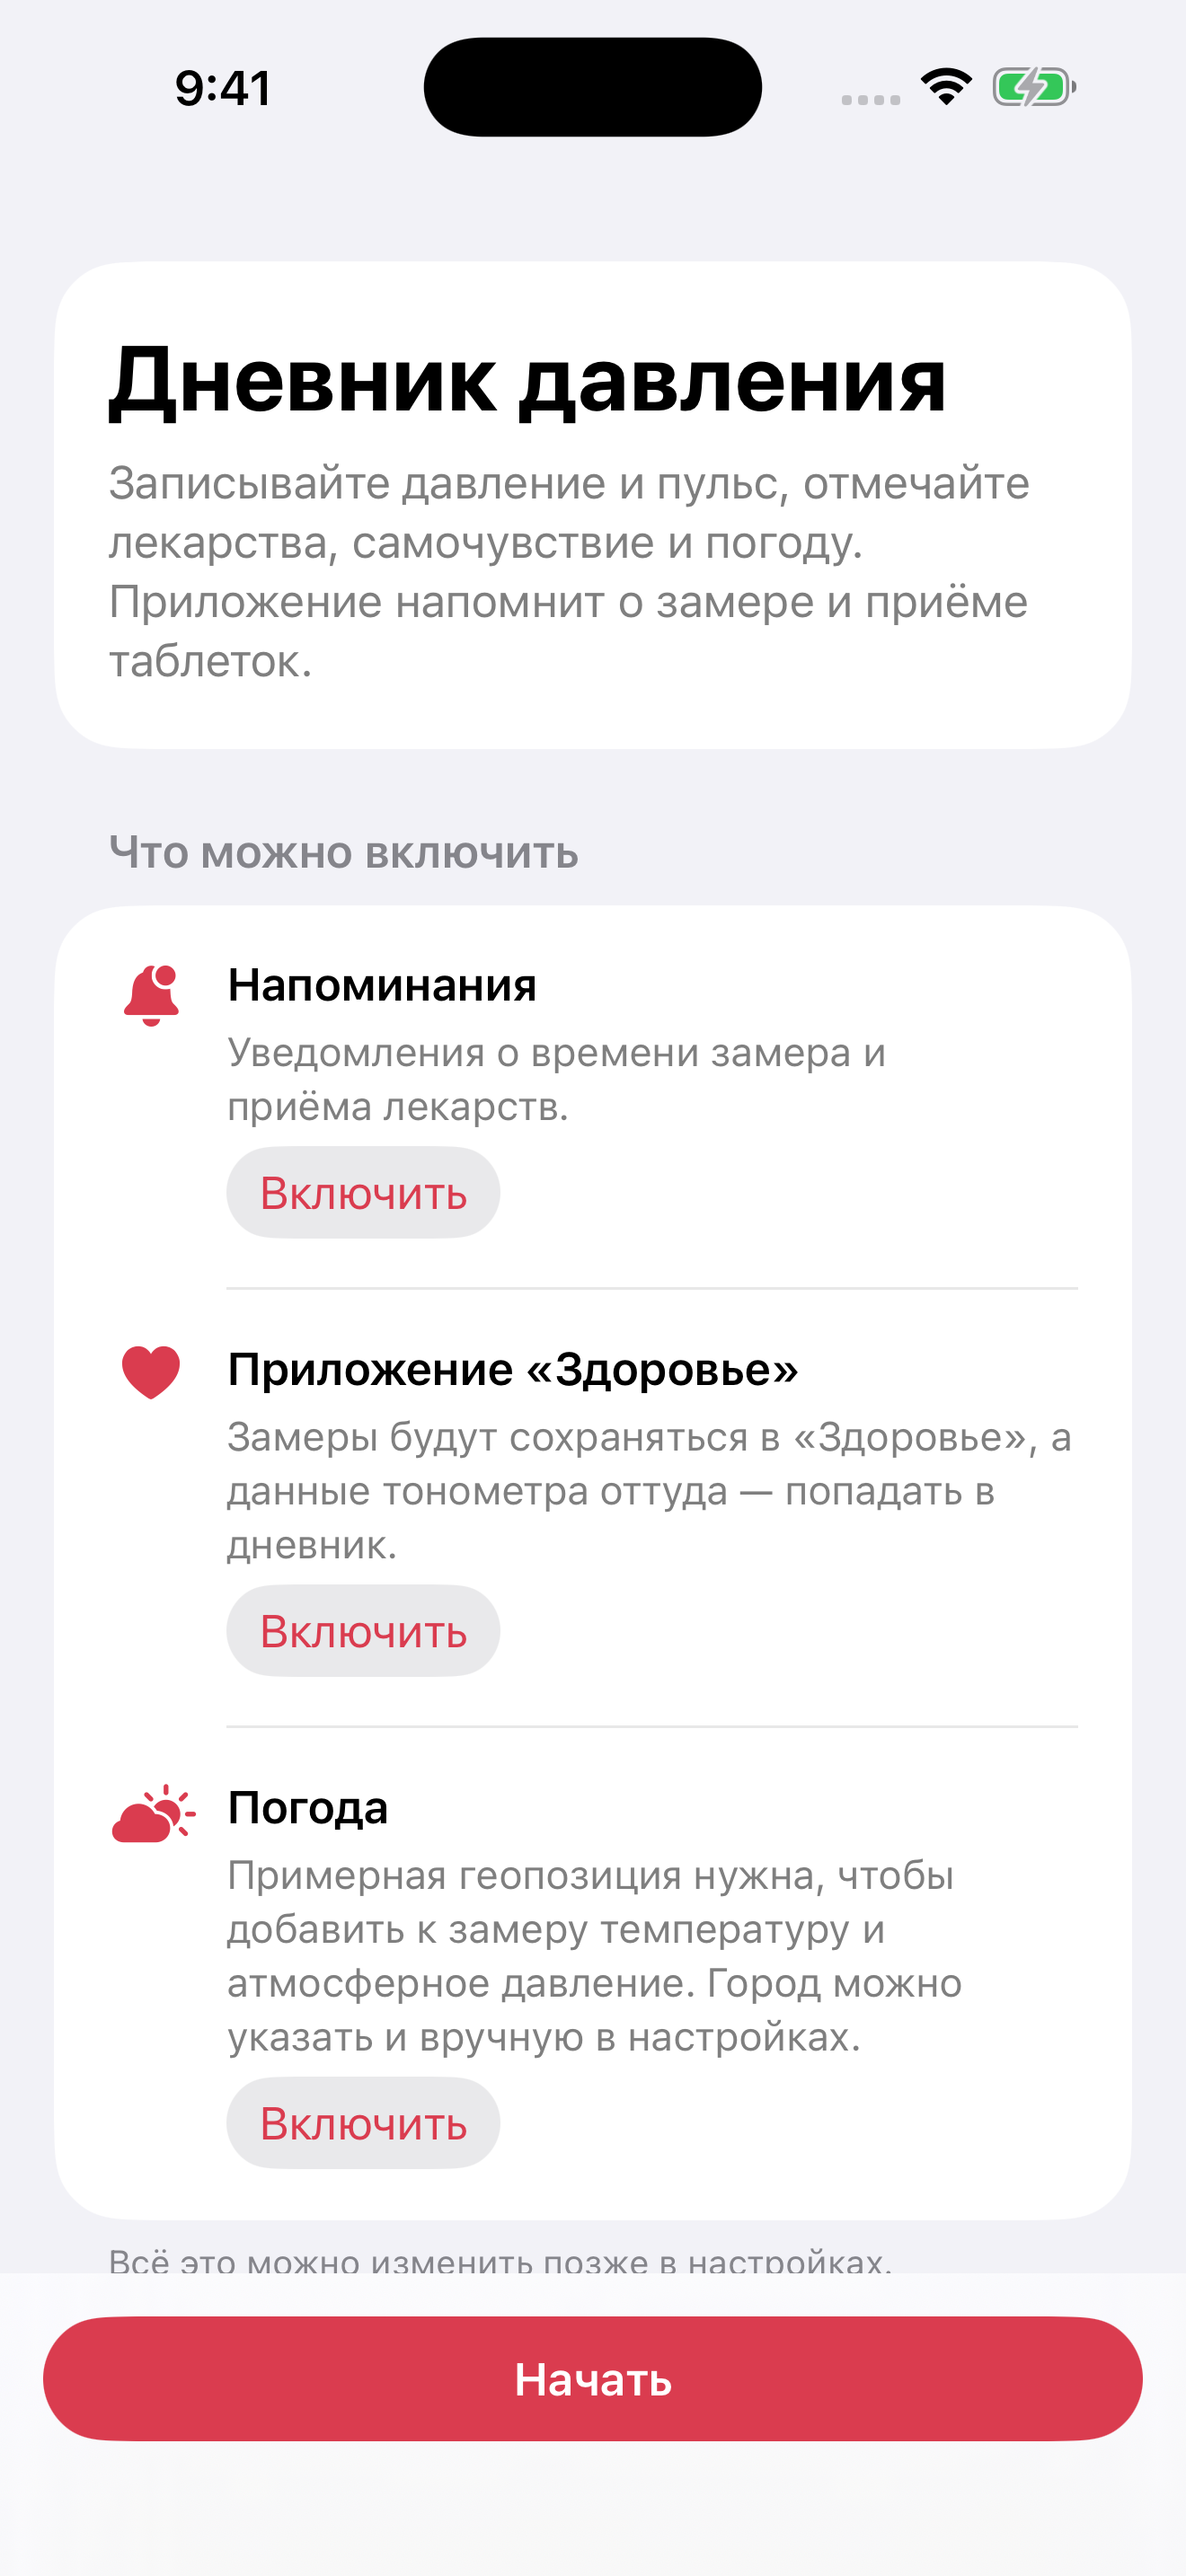 9:41
Дневник давления
Записывайте давление и пульс, отмечайте
лекарства, самочувствие и погоду.
Приложение напомнит о замере и приёме
таблеток.
Что можно включить
Напоминания
Уведомления о времени замера и
приёма лекарств.
Включить
Приложение «Здоровье»
Замеры будут сохраняться в «Здоровье», а
данные тонометра оттуда — попадать в
дневник.
Включить
Погода
Примерная геопозиция нужна, чтобы
добавить к замеру температуру и
атмосферное давление. Город можно
указать и вручную в настройках.
Включить
Всё это можно изменить позже в настройках.
Начать